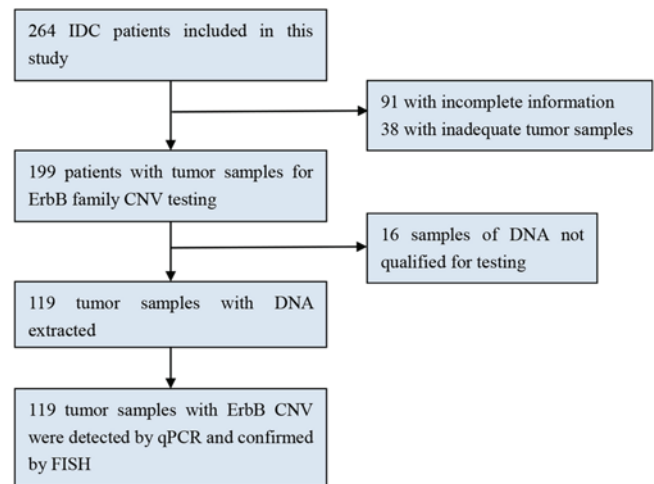 264 IDC patients included in this
study
91 with incomplete information
38 with inadequate tumor samples
199 patients with tumor samples for
ErbB family CNV testing
16 samples of DNA not
qualified for testing
119 tumor samples with DNA
extracted
119 tumor samples with ErbB CNV
were detected by qPCR and confirmed
by FISH